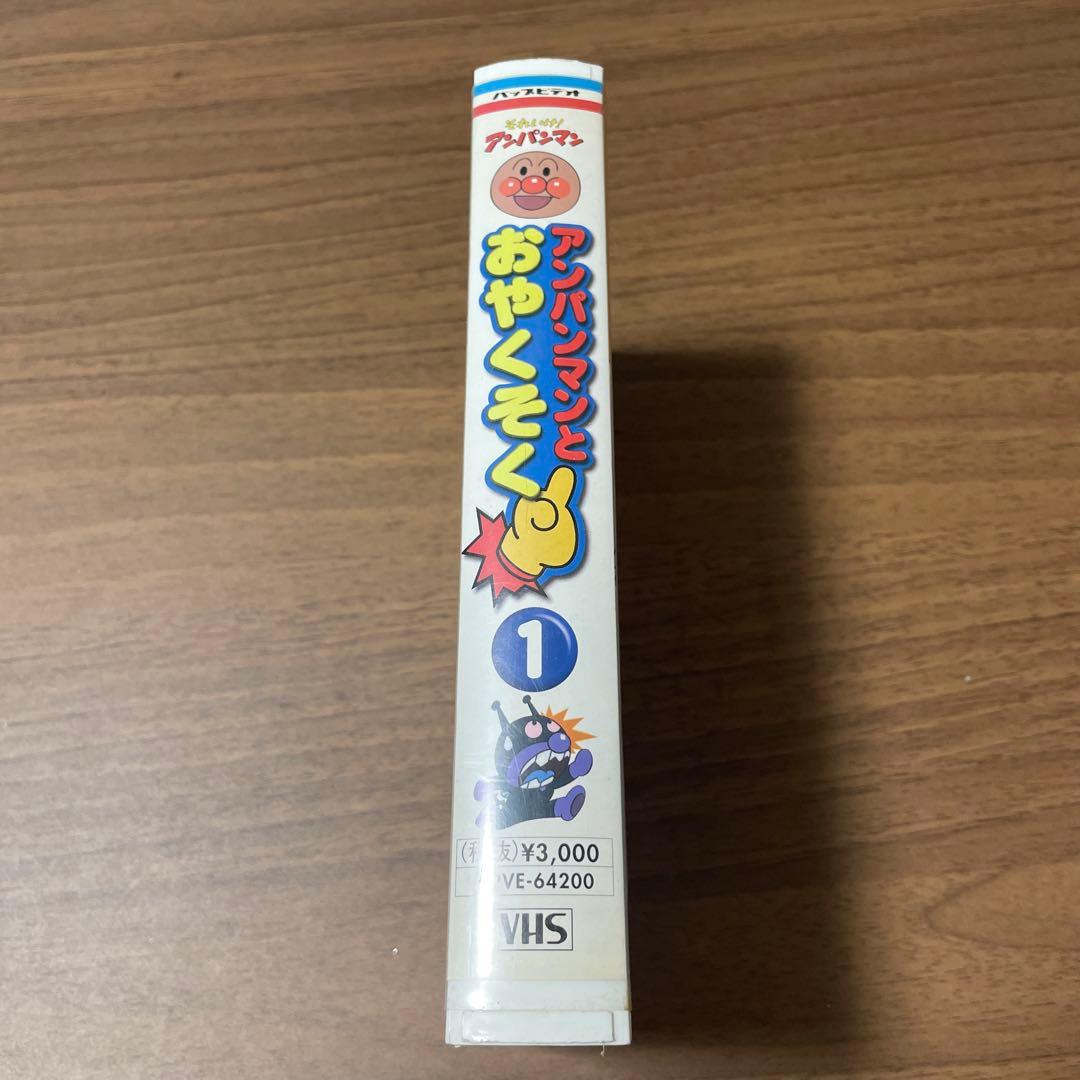 バップビデオ
それいけ!
アンパンマン
アンパンマンと
おやくそく
1
(税抜)¥3,000
VE-64200
VHS